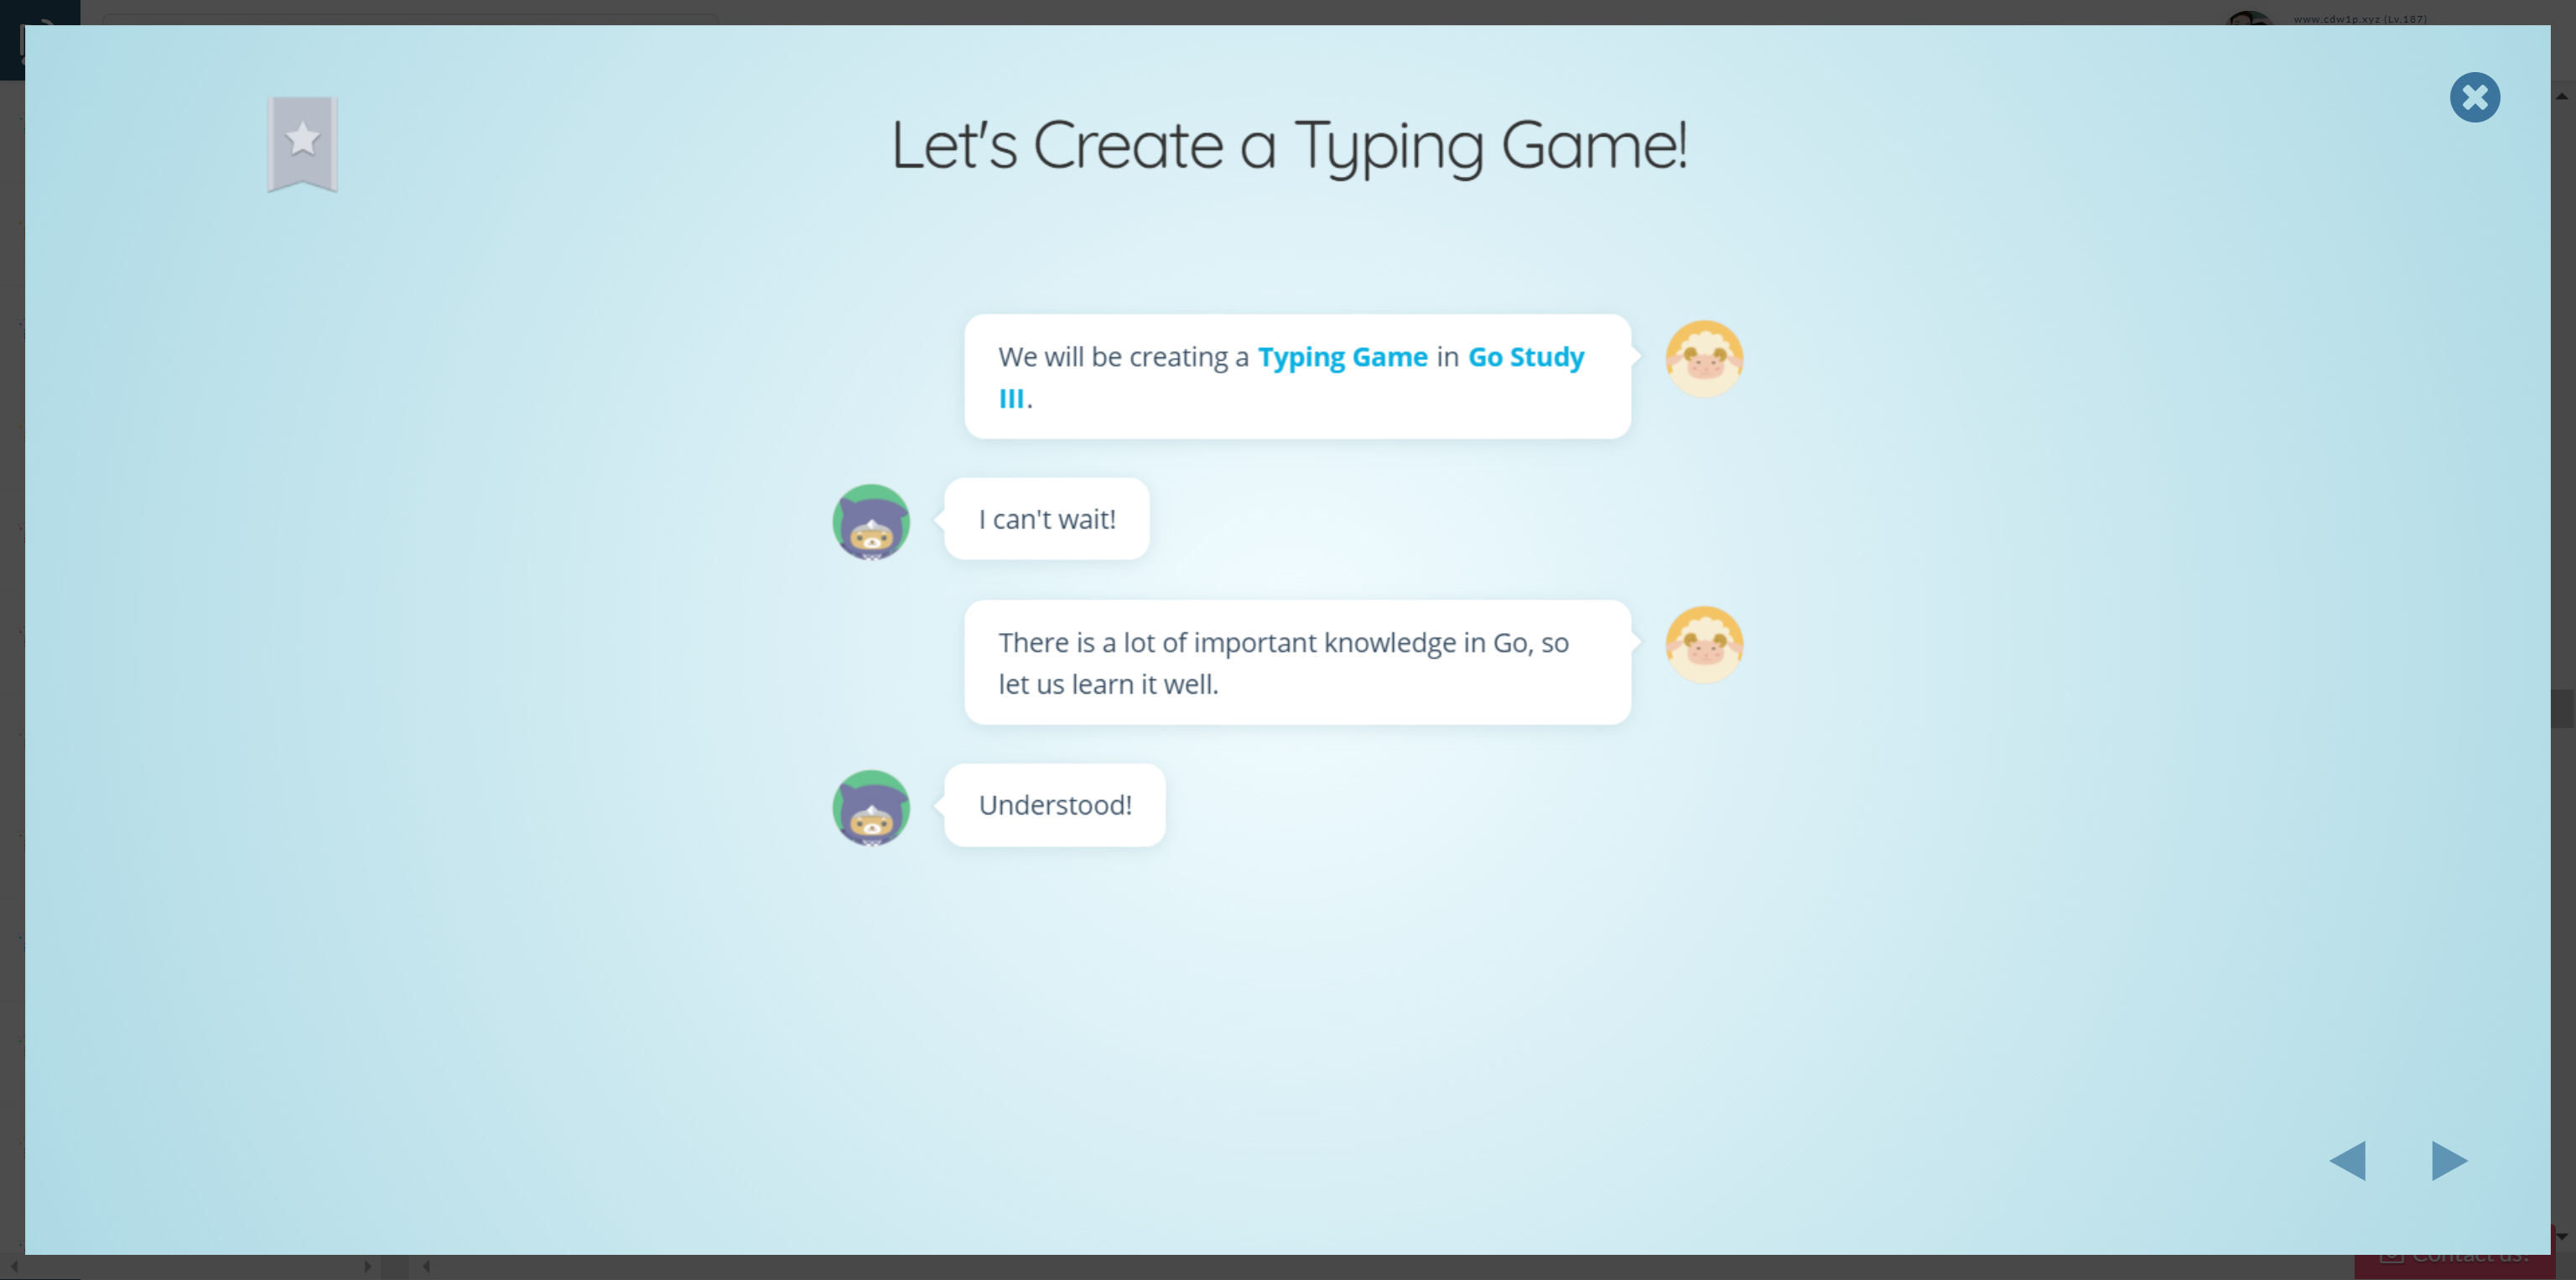 www.cdw1p.xyz (Lv.187)
Let's Create a Typing Game!
We will be creating a Typing Game in Go Study
III.
I can't wait!
There is a lot of important knowledge in Go, so
let us learn it well.
Understood!
Contact us!